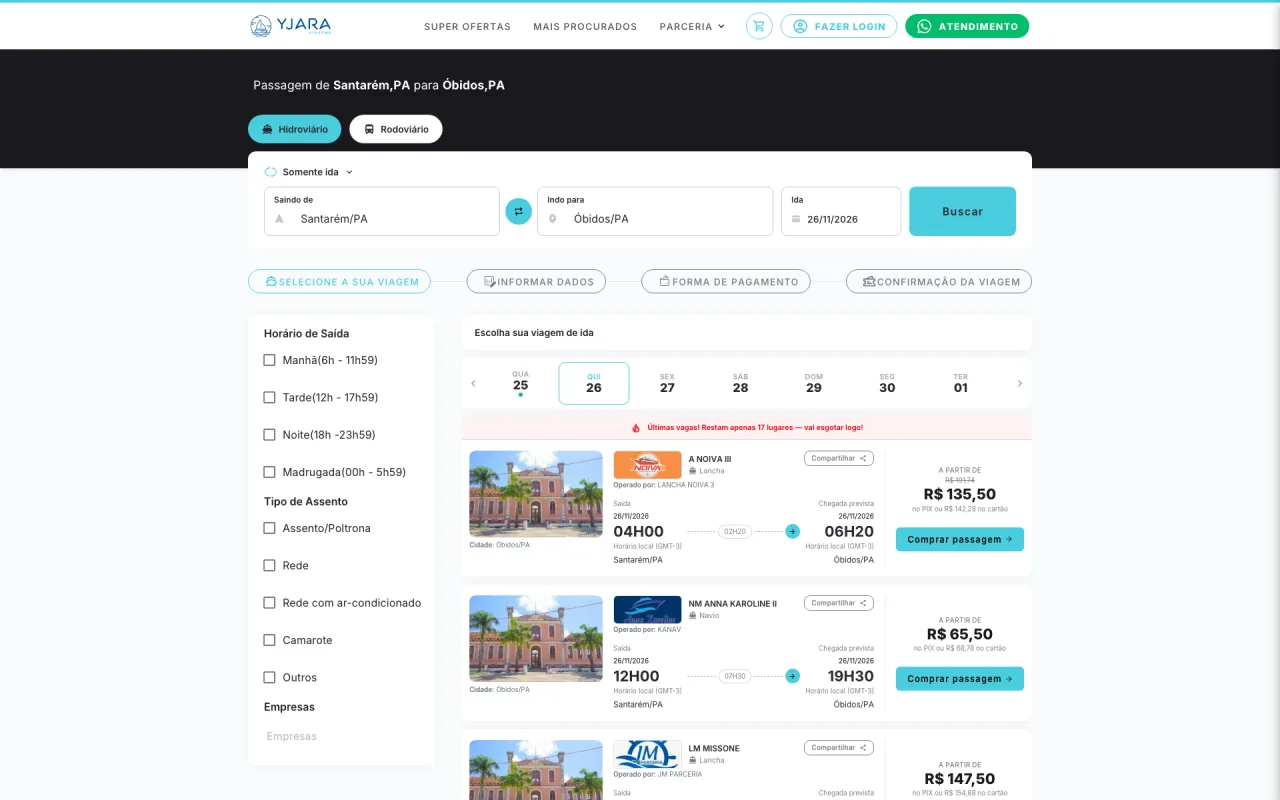 YJARA
VIAGENS
SUPER OFERTAS
MAIS PROCURADOS
PARCERIA
FAZER LOGIN
ATENDIMENTO
Passagem de Santarém,PA para Óbidos,PA
Hidroviário
Rodoviário
Somente ida
Saindo de
Santarém/PA
Indo para
Óbidos/PA
Ida
26/11/2026
Buscar
SELECIONE A SUA VIAGEM
INFORMAR DADOS
FORMA DE PAGAMENTO
CONFIRMAÇÃO DA VIAGEM
Horário de Saída
Manhã(6h - 11h59)
Tarde(12h - 17h59)
Noite(18h -23h59)
Madrugada(00h - 5h59)
Tipo de Assento
Assento/Poltrona
Rede
Rede com ar-condicionado
Camarote
Outros
Empresas
Empresas
Escolha sua viagem de ida
QUA
25
QUI
26
SEX
27
SÁB
28
DOM
29
SEG
30
TER
01
Últimas vagas! Restam apenas 17 lugares — vai esgotar logo!
Cidade: Óbidos/PA
NOIVA
A NOIVA III
Lancha
Compartilhar
Operado por: LANCHA NOIVA 3
Saída
Chegada prevista
26/11/2026
26/11/2026
04H00
02H20
06H20
Horário local (GMT-3)
Horário local (GMT-3)
Santarém/PA
Óbidos/PA
A PARTIR DE
R$ 191,74
R$ 135,50
no PIX ou R$ 142,28 no cartão
Comprar passagem
Cidade: Óbidos/PA
Anna Karoline
NM ANNA KAROLINE II
Navio
Compartilhar
Operado por: KANAV
Saída
Chegada prevista
26/11/2026
26/11/2026
12H00
07H30
19H30
Horário local (GMT-3)
Horário local (GMT-3)
Santarém/PA
Óbidos/PA
A PARTIR DE
R$ 65,50
no PIX ou R$ 68,78 no cartão
Comprar passagem
JM
PARCERIA
LM MISSONE
Lancha
Compartilhar
Operado por: JM PARCERIA
Saída
Chegada prevista
A PARTIR DE
R$ 147,50
no PIX ou R$ 154,88 no cartão